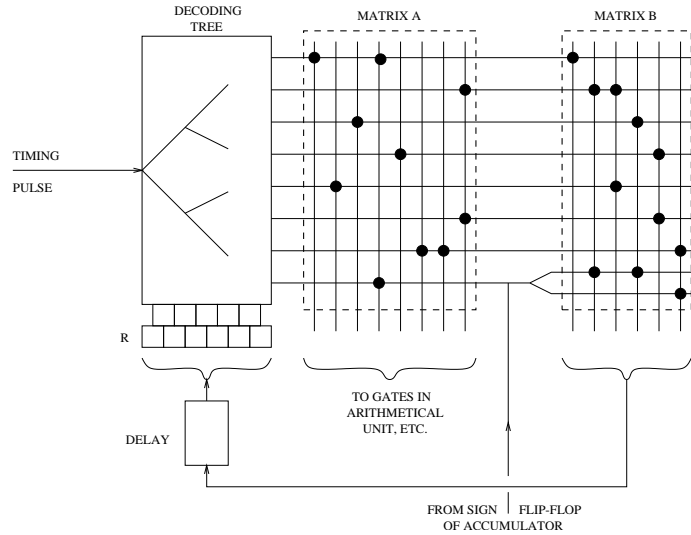 DECODING
TREE
MATRIX A
MATRIX B
TIMING
PULSE
R
DELAY
TO GATES IN
ARITHMETICAL
UNIT, ETC.
FROM SIGN FLIP-FLOP
OF ACCUMULATOR